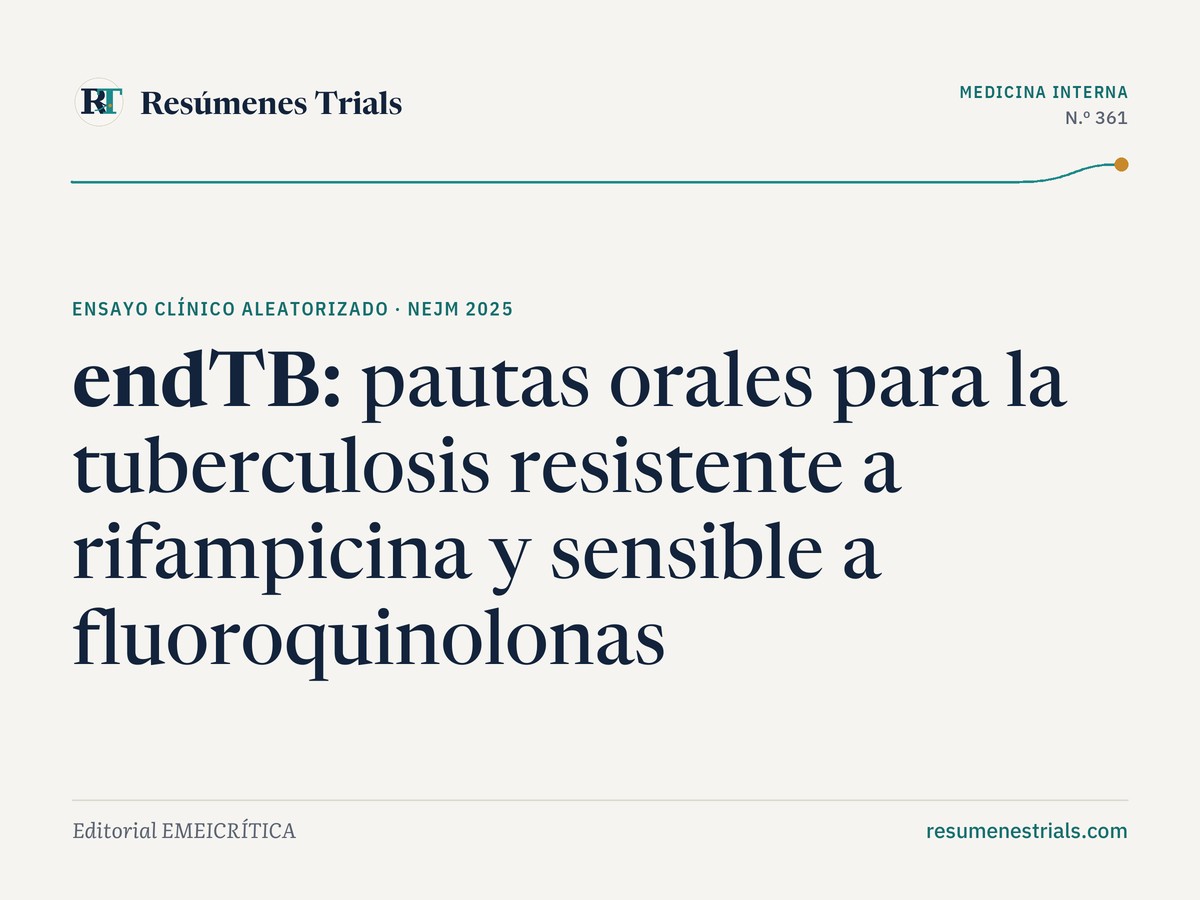 RT Resúmenes Trials
MEDICINA INTERNA
N.º 361
ENSAYO CLÍNICO ALEATORIZADO · NEJM 2025
endTB: pautas orales para la
tuberculosis resistente a
rifampicina y sensible a
fluoroquinolonas
Editorial EMEICRÍTICA
resumenestrials.com